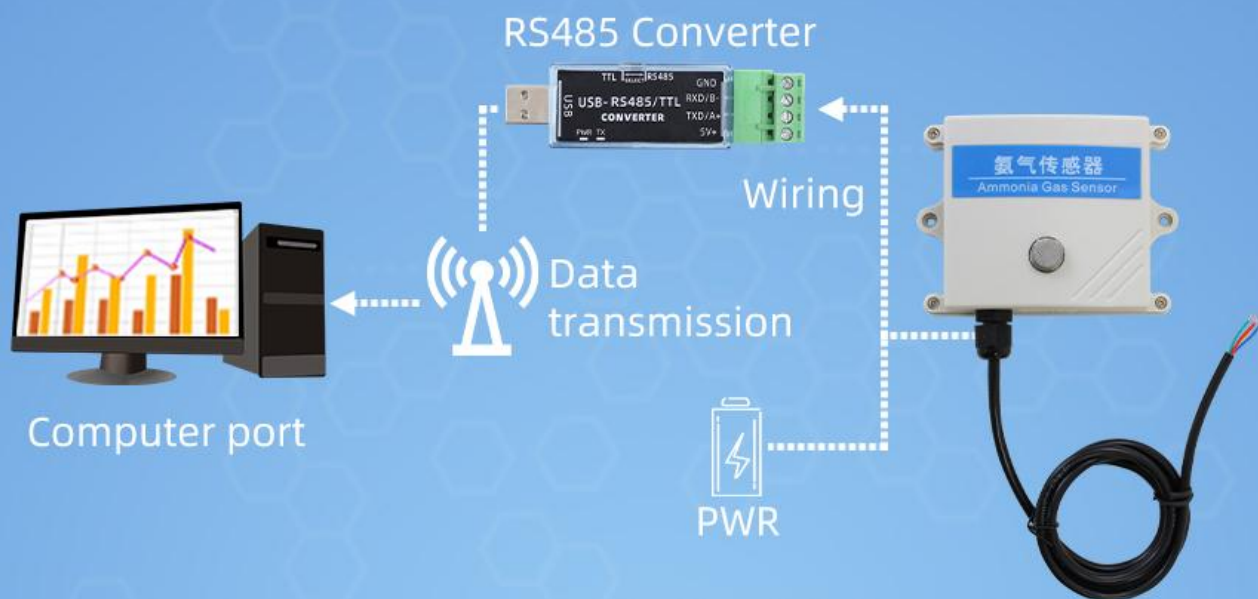 RS485 Converter
TTL SELECT RS485
USB
USB-RS485/TTL
CONVERTER
PWR TX
GND
RXD/B-
TXD/A+
5V+
Wiring
氨气传感器
Ammonia Gas Sensor
Data
transmission
Computer port
PWR